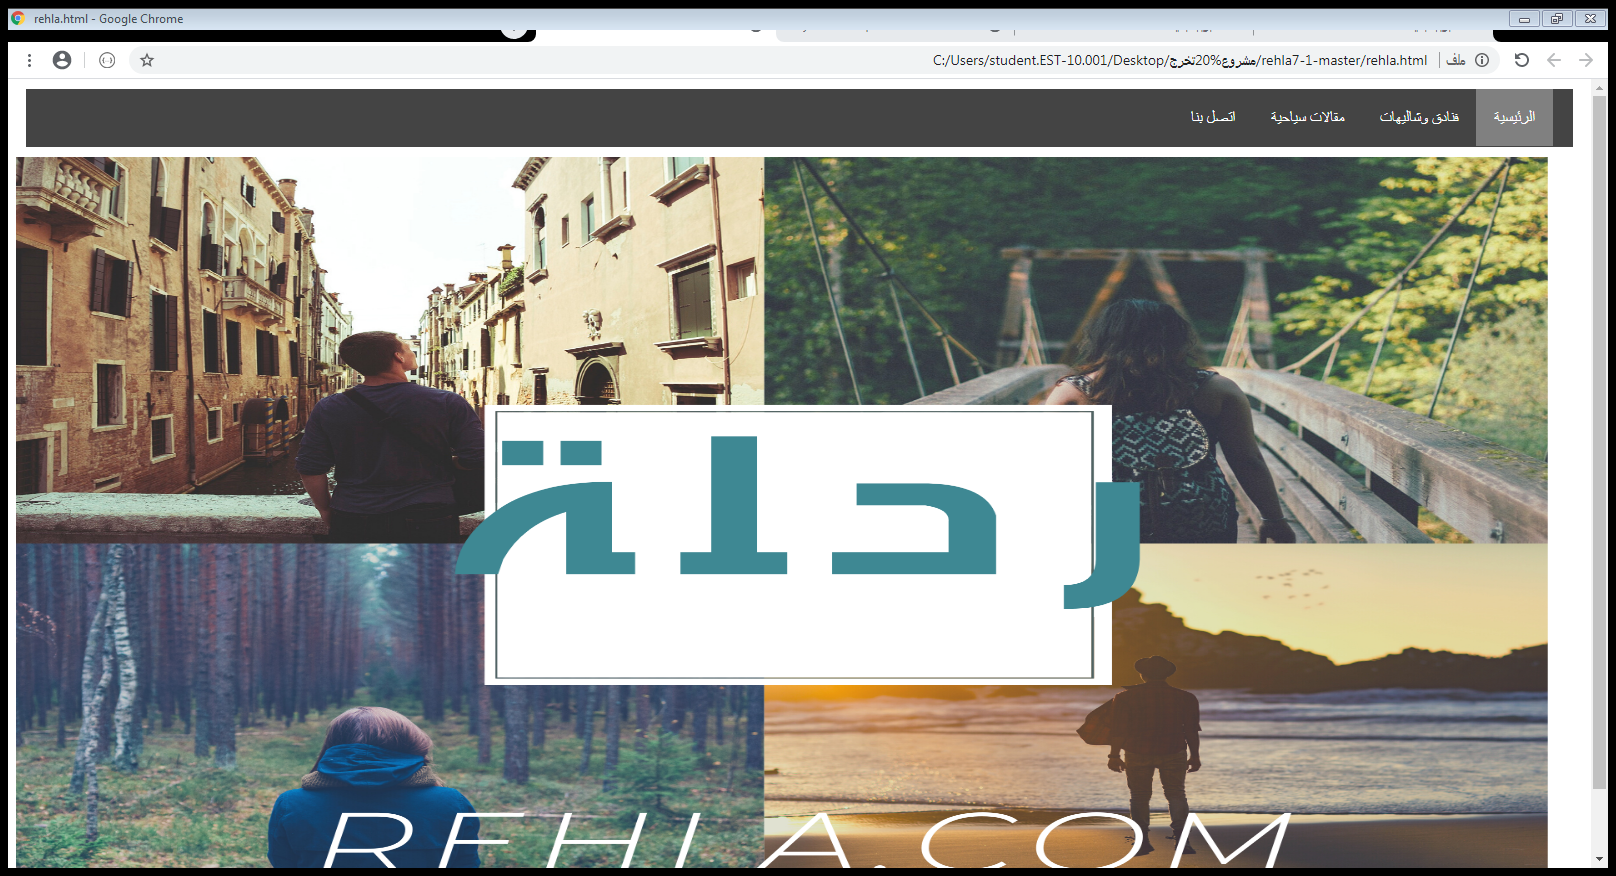 rehla.html - Google Chrome
C:/Users/student.EST-10.001/Desktop/مشروع%20تخرج/rehla7-1-master/rehla.html ملف
الرئيسية فنادق وشاليهات مقالات سياحية اتصل بنا
رحلة
REHLA.COM